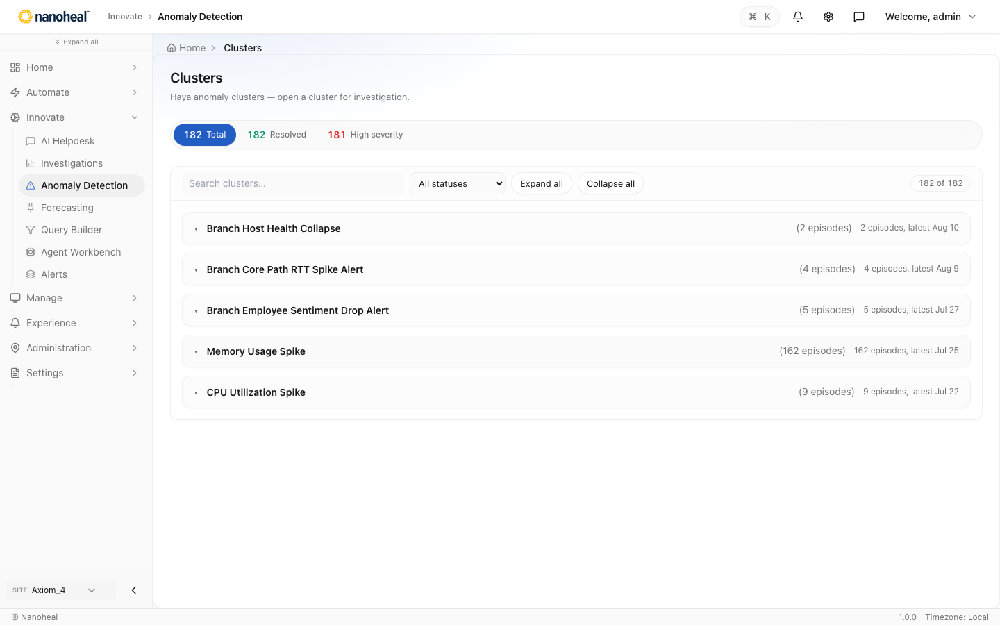 nanoheal™
Innovate > Anomaly Detection
⌘ K
Welcome, admin
Expand all
Home
Automate
Innovate
AI Helpdesk
Investigations
Anomaly Detection
Forecasting
Query Builder
Agent Workbench
Alerts
Manage
Experience
Administration
Settings
SITE Axiom_4
Home > Clusters
Clusters
Haya anomaly clusters — open a cluster for investigation.
182 Total 182 Resolved 181 High severity
Search clusters... All statuses Expand all Collapse all 182 of 182
Branch Host Health Collapse (2 episodes) 2 episodes, latest Aug 10
Branch Core Path RTT Spike Alert (4 episodes) 4 episodes, latest Aug 9
Branch Employee Sentiment Drop Alert (5 episodes) 5 episodes, latest Jul 27
Memory Usage Spike (162 episodes) 162 episodes, latest Jul 25
CPU Utilization Spike (9 episodes) 9 episodes, latest Jul 22
© Nanoheal
1.0.0 Timezone: Local